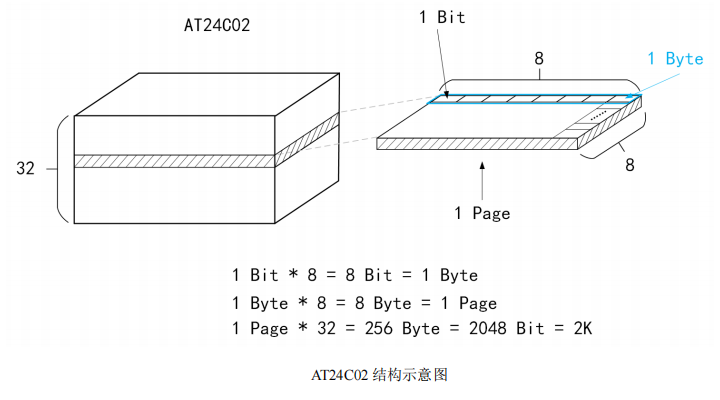 AT24C02
1 Bit
8
1 Byte
32
8
1 Page
1 Bit * 8 = 8 Bit = 1 Byte
1 Byte * 8 = 8 Byte = 1 Page
1 Page * 32 = 256 Byte = 2048 Bit = 2K
AT24C02 结构示意图